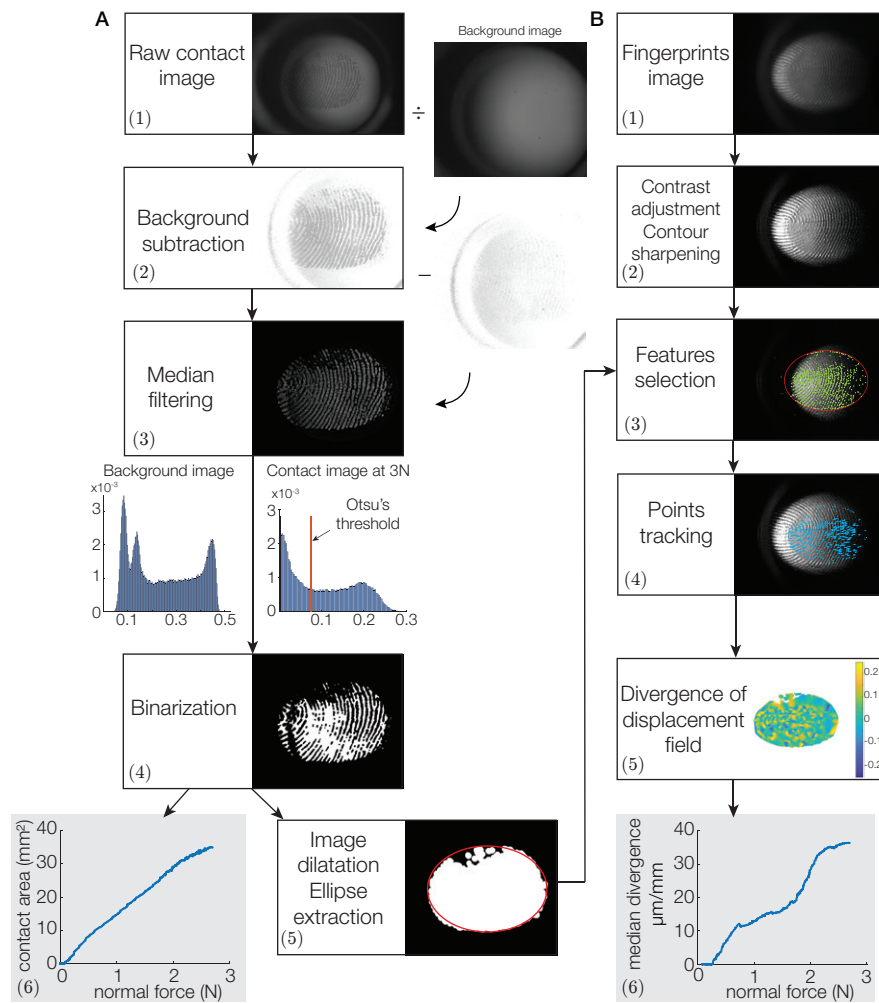 A
Raw contact
image
(1)
Background image
÷
Background
subtraction
(2)
−
Median
filtering
(3)
Background image
x10-3
3
2
1
0
0.1
0.3
0.5
Contact image at 3N
x10-3
3
2
1
0
0.1
0.2
0.3
Otsu's
threshold
Binarization
(4)
contact area (mm²)
40
30
20
10
0
0
1
2
3
normal force (N)
(6)
Image
dilatation
Ellipse
extraction
(5)
B
Fingerprints
image
(1)
Contrast
adjustment
Contour
sharpening
(2)
Features
selection
(3)
Points
tracking
(4)
Divergence of
displacement
field
(5)
0.2
0.1
0
-0.1
-0.2
median divergence
µm/mm
40
30
20
10
0
0
1
2
3
normal force (N)
(6)